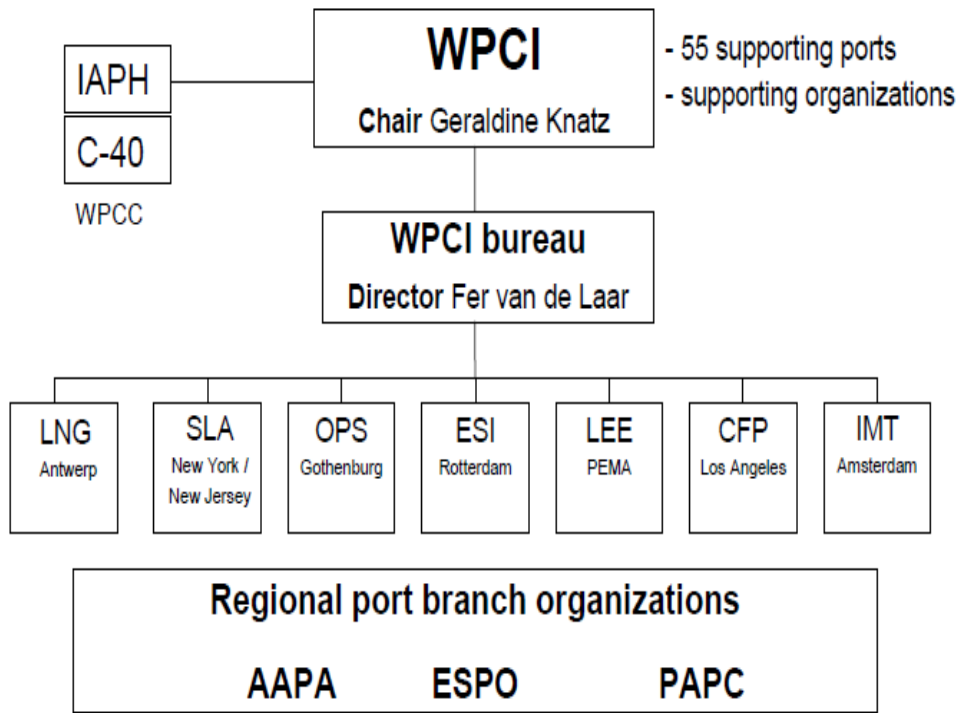 WPCI
Chair Geraldine Knatz
- 55 supporting ports
- supporting organizations
IAPH
C-40
WPCC
WPCI bureau
Director Fer van de Laar
LNG
Antwerp
SLA
New York /
New Jersey
OPS
Gothenburg
ESI
Rotterdam
LEE
PEMA
CFP
Los Angeles
IMT
Amsterdam
Regional port branch organizations
AAPA ESPO PAPC